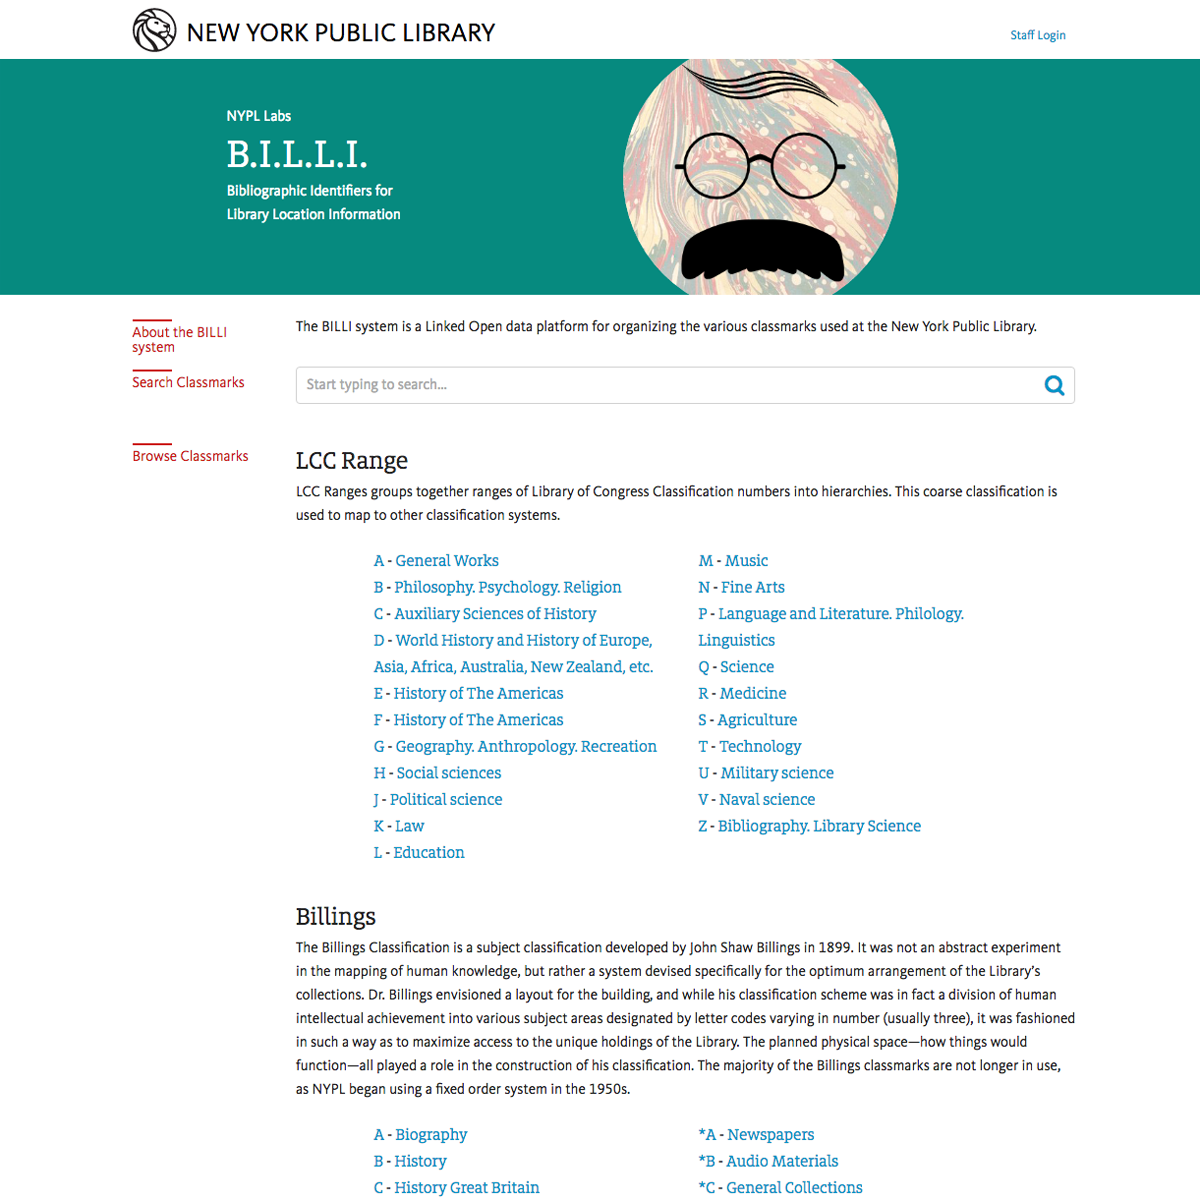 NEW YORK PUBLIC LIBRARY
Staff Login
NYPL Labs
B.I.L.L.I.
Bibliographic Identifiers for
Library Location Information
About the BILLI
system
The BILLI system is a Linked Open data platform for organizing the various classmarks used at the New York Public Library.
Search Classmarks
Start typing to search...
Browse Classmarks
LCC Range
LCC Ranges groups together ranges of Library of Congress Classification numbers into hierarchies. This coarse classification is
used to map to other classification systems.
A - General Works
B - Philosophy. Psychology. Religion
C - Auxiliary Sciences of History
D - World History and History of Europe,
Asia, Africa, Australia, New Zealand, etc.
E - History of The Americas
F - History of The Americas
G - Geography. Anthropology. Recreation
H - Social sciences
J - Political science
K - Law
L - Education
M - Music
N - Fine Arts
P - Language and Literature. Philology.
Linguistics
Q - Science
R - Medicine
S - Agriculture
T - Technology
U - Military science
V - Naval science
Z - Bibliography. Library Science
Billings
The Billings Classification is a subject classification developed by John Shaw Billings in 1899. It was not an abstract experiment
in the mapping of human knowledge, but rather a system devised specifically for the optimum arrangement of the Library's
collections. Dr. Billings envisioned a layout for the building, and while his classification scheme was in fact a division of human
intellectual achievement into various subject areas designated by letter codes varying in number (usually three), it was fashioned
in such a way as to maximize access to the unique holdings of the Library. The planned physical space—how things would
function—all played a role in the construction of his classification. The majority of the Billings classmarks are not longer in use,
as NYPL began using a fixed order system in the 1950s.
A - Biography
B - History
C - History Great Britain
*A - Newspapers
*B - Audio Materials
*C - General Collections